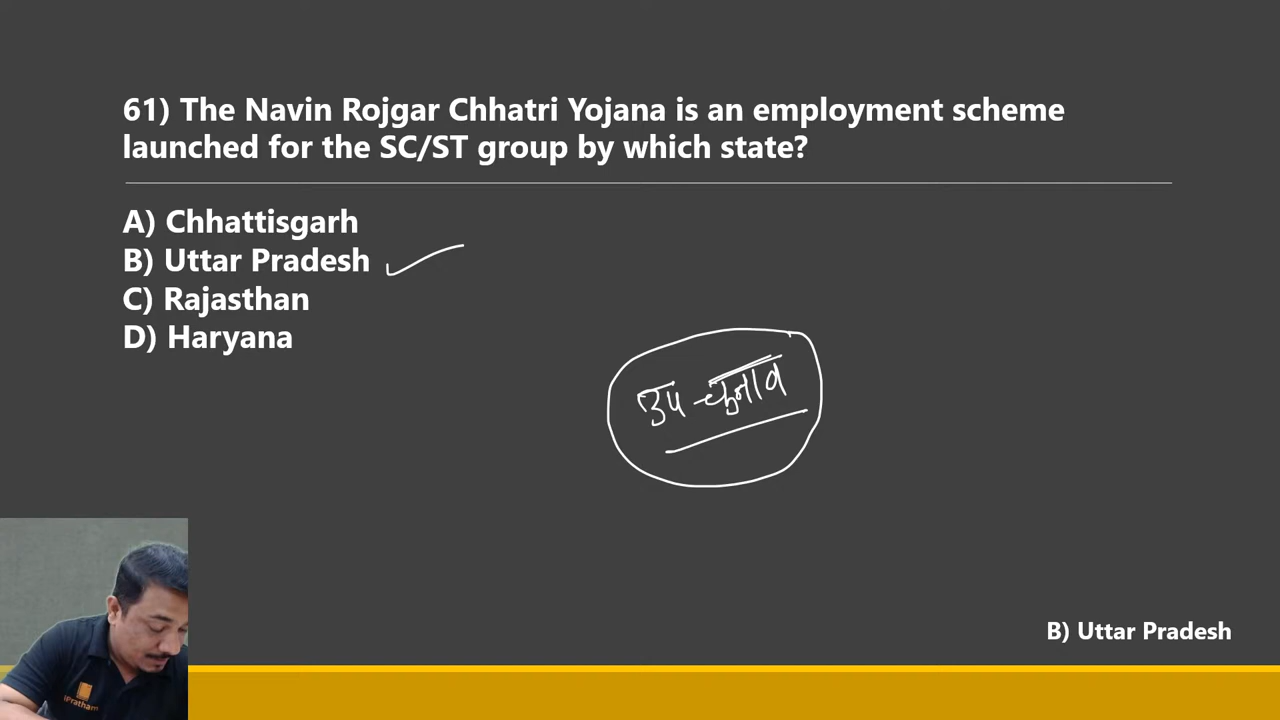 61) The Navin Rojgar Chhatri Yojana is an employment scheme
launched for the SC/ST group by which state?
A) Chhattisgarh
B) Uttar Pradesh
C) Rajasthan
D) Haryana
उप-चुनाव
B) Uttar Pradesh
iPratham